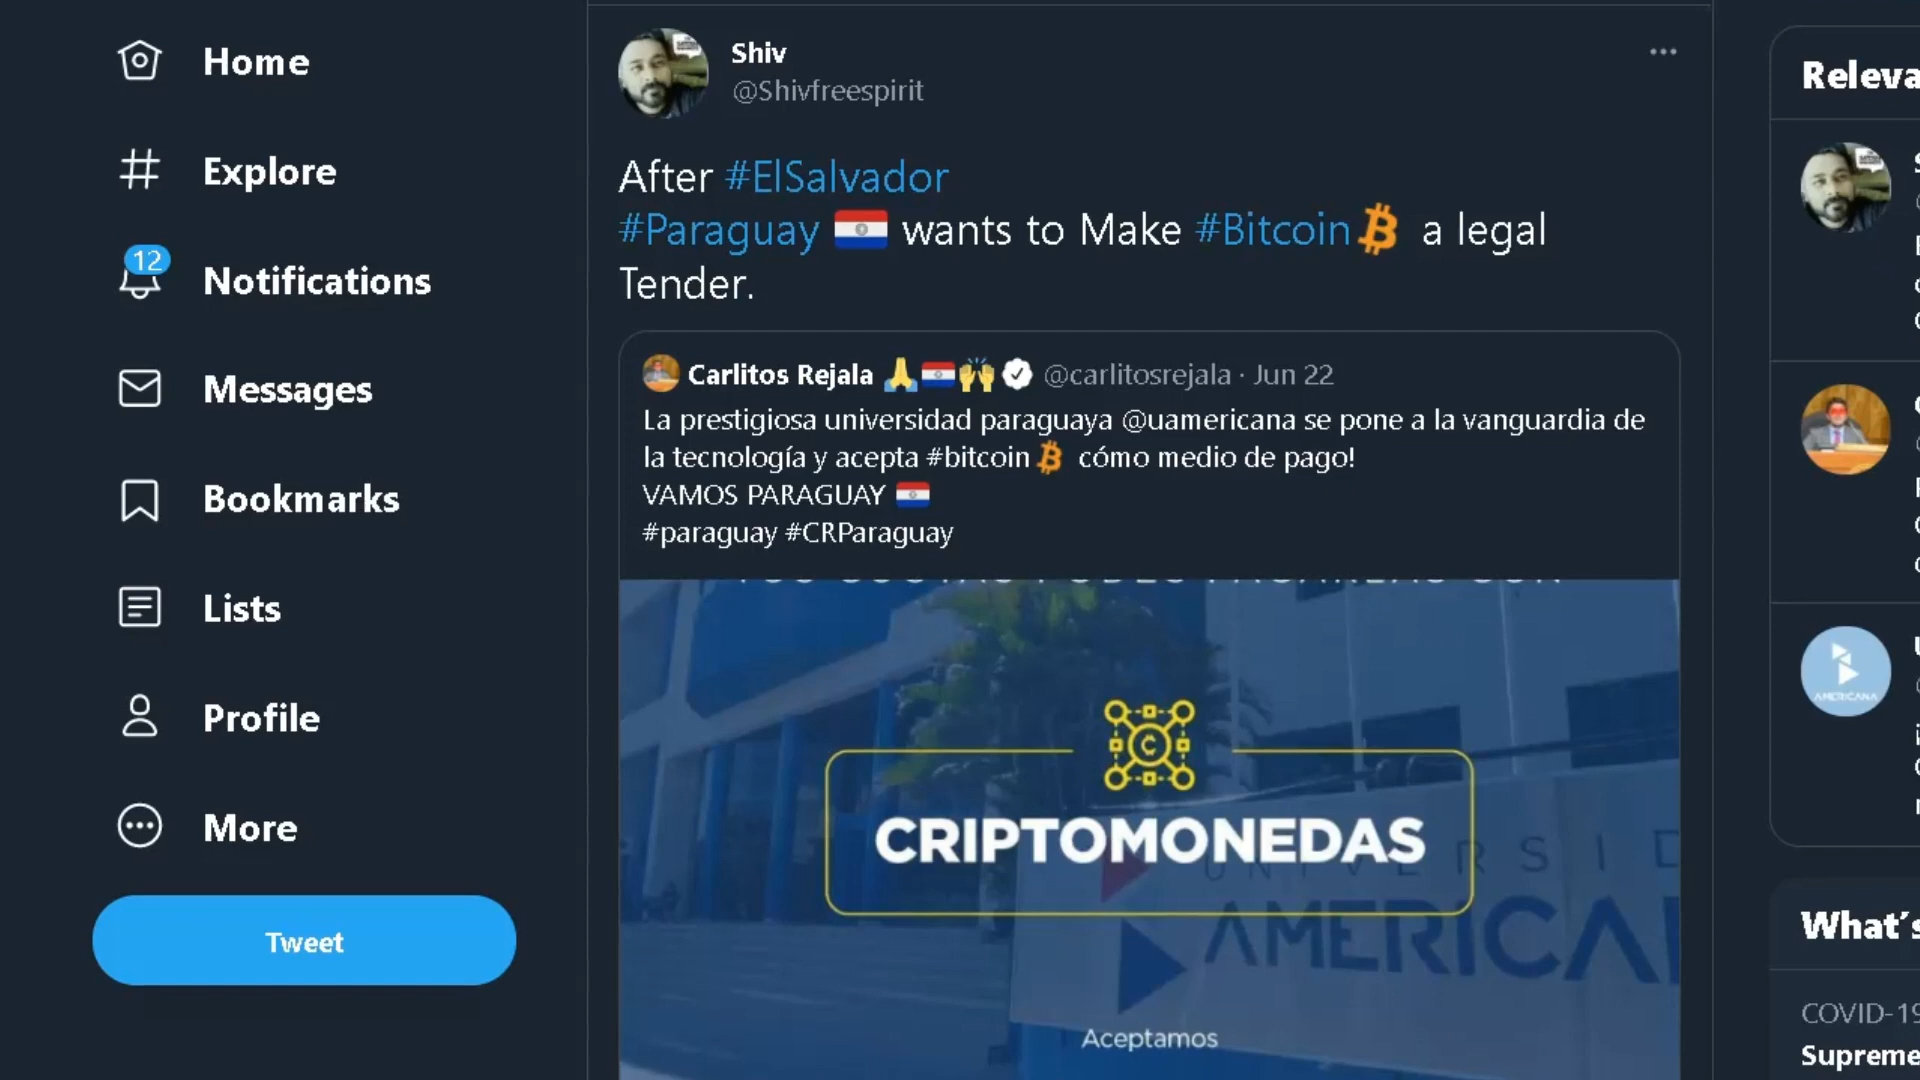 Home
Explore
12
Notifications
Messages
Bookmarks
Lists
Profile
More
Tweet
Shiv
@Shivfreespirit
After #ElSalvador
#Paraguay wants to Make #Bitcoin a legal
Tender.
Carlitos Rejala @carlitosrejala · Jun 22
La prestigiosa universidad paraguaya @uamericana se pone a la vanguardia de
la tecnología y acepta #bitcoin cómo medio de pago!
VAMOS PARAGUAY
#paraguay #CRParaguay
CRIPTOMONEDAS
Aceptamos
AMERICANA
What's
COVID-19
Supreme